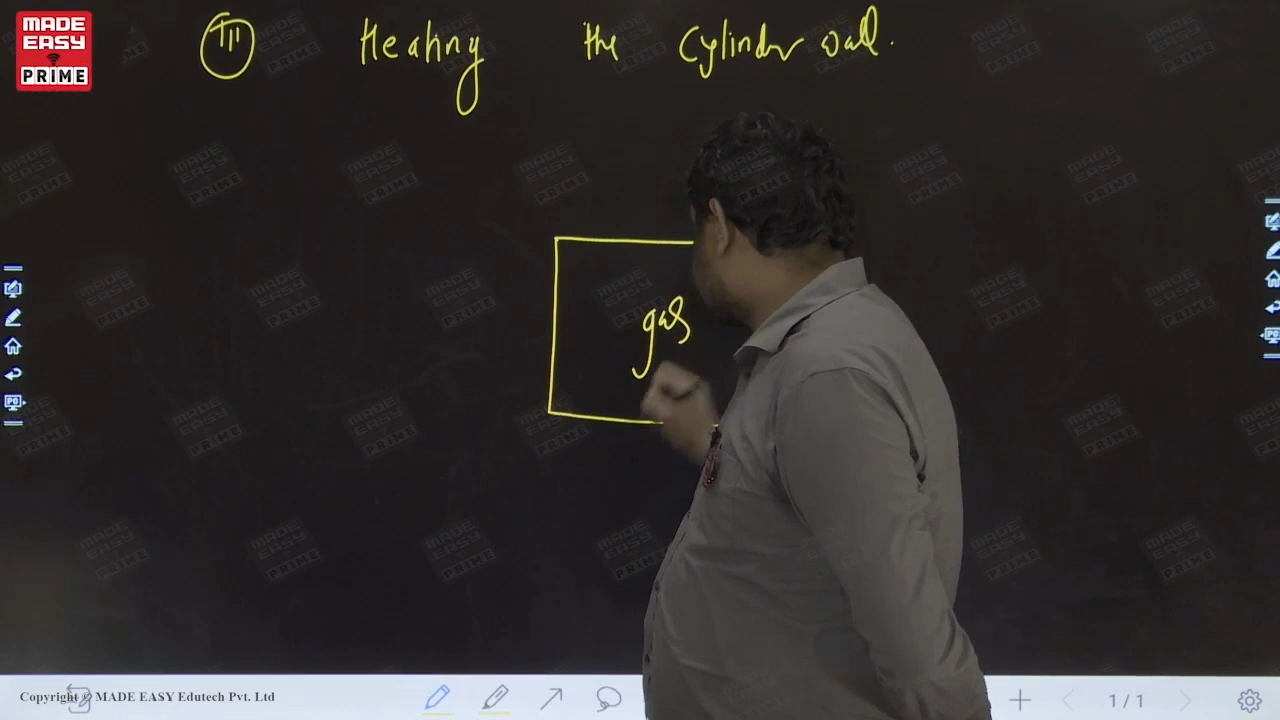 MADE
EASY
PRIME
III Heating the Cylinder wall.
gas
Copyright © MADE EASY Edutech Pvt. Ltd
1 / 1